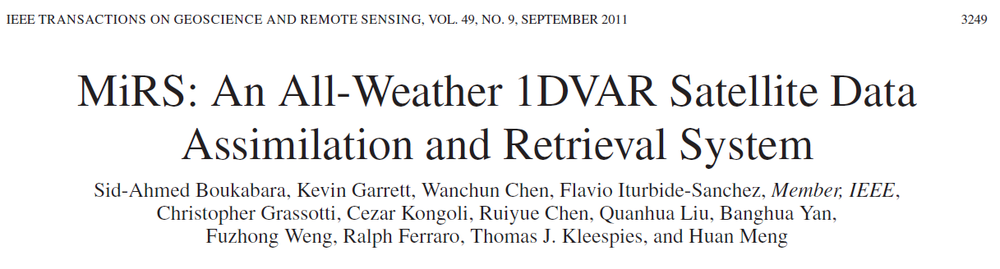 IEEE TRANSACTIONS ON GEOSCIENCE AND REMOTE SENSING, VOL. 49, NO. 9, SEPTEMBER 2011 3249
MiRS: An All-Weather 1DVAR Satellite Data
Assimilation and Retrieval System
Sid-Ahmed Boukabara, Kevin Garrett, Wanchun Chen, Flavio Iturbide-Sanchez, Member, IEEE,
Christopher Grassotti, Cezar Kongoli, Ruiyue Chen, Quanhua Liu, Banghua Yan,
Fuzhong Weng, Ralph Ferraro, Thomas J. Kleespies, and Huan Meng